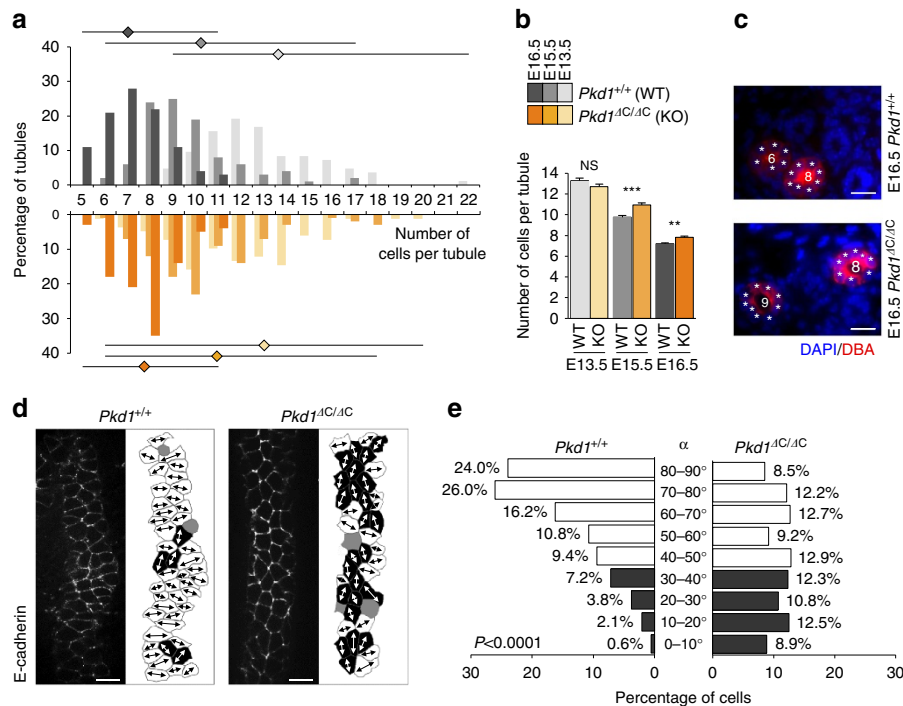 a
40
30
20
10
0
Percentage of tubules
5 6 7 8 9 10 11 12 13 14 15 16 17 18 19 20 22
0
10
20
30
40
Number of
cells per tubule
b
E16.5
E15.5
E13.5
Pkd1+/+ (WT)
Pkd1ΔC/ΔC (KO)
Number of cells per tubule
14
12
10
8
6
4
2
0
NS
***
**
WT KO WT KO WT KO
E13.5 E15.5 E16.5
c
6
8
E16.5 Pkd1+/+
8
9
E16.5 Pkd1ΔC/ΔC
DAPI/DBA
d
Pkd1+/+ Pkd1ΔC/ΔC
E-cadherin
e
Pkd1+/+ α Pkd1ΔC/ΔC
24.0% 80–90° 8.5%
26.0% 70–80° 12.2%
16.2% 60–70° 12.7%
10.8% 50–60° 9.2%
9.4% 40–50° 12.9%
7.2% 30–40° 12.3%
3.8% 20–30° 10.8%
2.1% 10–20° 12.5%
P<0.0001 0.6% 0–10° 8.9%
30 20 10 0 0 10 20 30
Percentage of cells